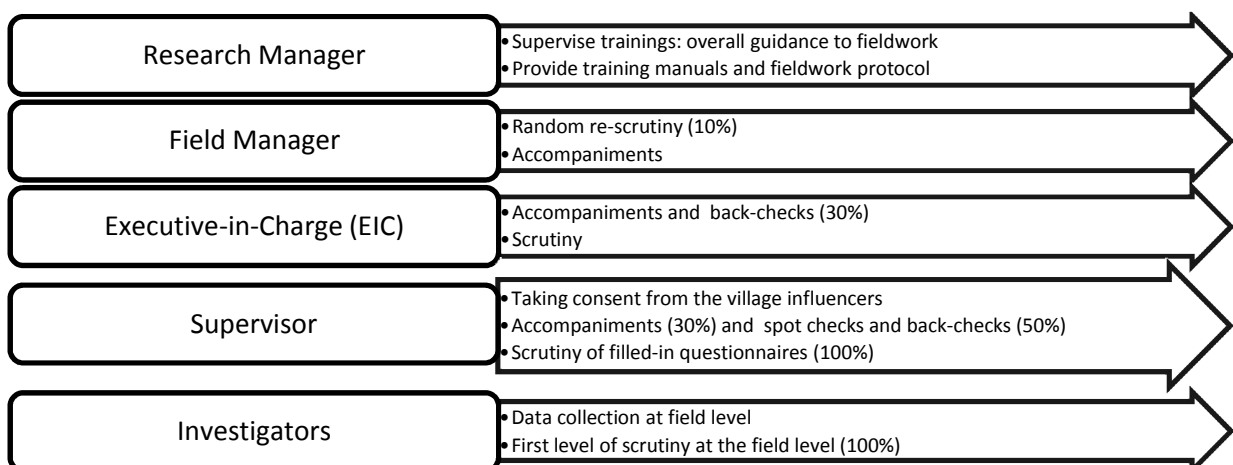 Research Manager
•Supervise trainings: overall guidance to fieldwork
•Provide training manuals and fieldwork protocol
Field Manager
•Random re-scrutiny (10%)
•Accompaniments
Executive-in-Charge (EIC)
•Accompaniments and back-checks (30%)
•Scrutiny
Supervisor
•Taking consent from the village influencers
•Accompaniments (30%) and spot checks and back-checks (50%)
•Scrutiny of filled-in questionnaires (100%)
Investigators
•Data collection at field level
•First level of scrutiny at the field level (100%)